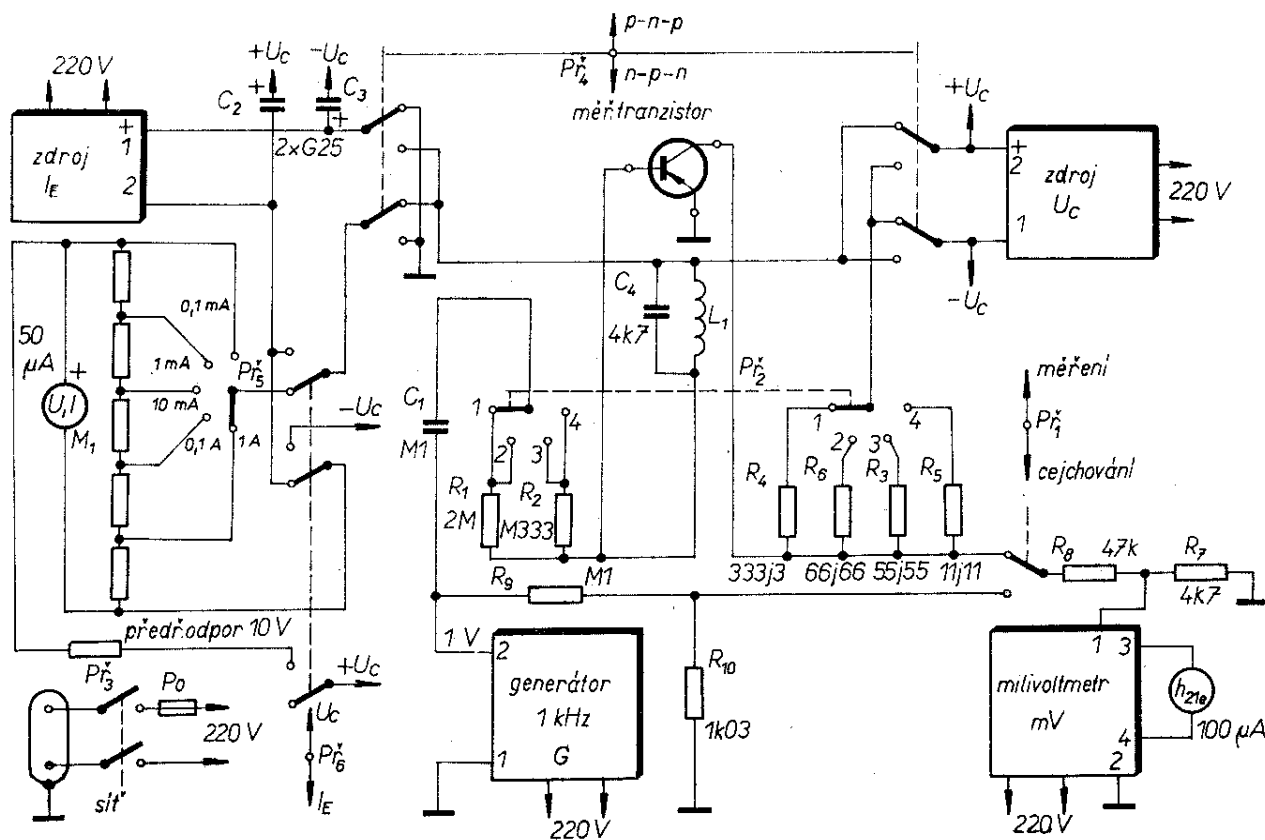 p-n-p
Př4
n-p-n
měř. tranzistor
220 V
+Uc
-Uc
C2
+
C3
+
2xG25
zdroj
IE
+
1
2
+Uc
-Uc
+
2
1
zdroj
Uc
220 V
50
μA
0,1 mA
1 mA
10 mA
0,1 A
1 A
Př5
+
U,I
M1
-Uc
C4
4k7
L1
Př2
C1
M1
1
2
3
4
R1
2M
R2
M333
1
2
3
4
R4
R6
R3
R5
333j3
66j66
55j55
11j11
měření
Př1
cejchování
R8
47k
R7
4k7
R9
M1
předř. odpor 10 V
Př3
Po
220 V
síť
+Uc
Uc
Př6
IE
1 V
2
generátor
1 kHz
1
G
220 V
R10
1k03
1
3
milivoltmetr
mV
4
2
h21e
100 μA
220 V